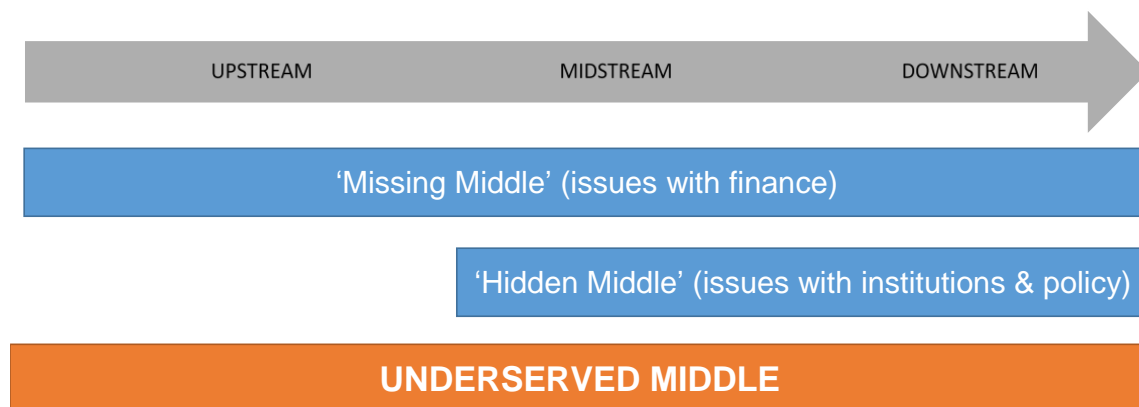 UPSTREAM MIDSTREAM DOWNSTREAM
‘Missing Middle’ (issues with finance)
‘Hidden Middle’ (issues with institutions & policy)
UNDERSERVED MIDDLE